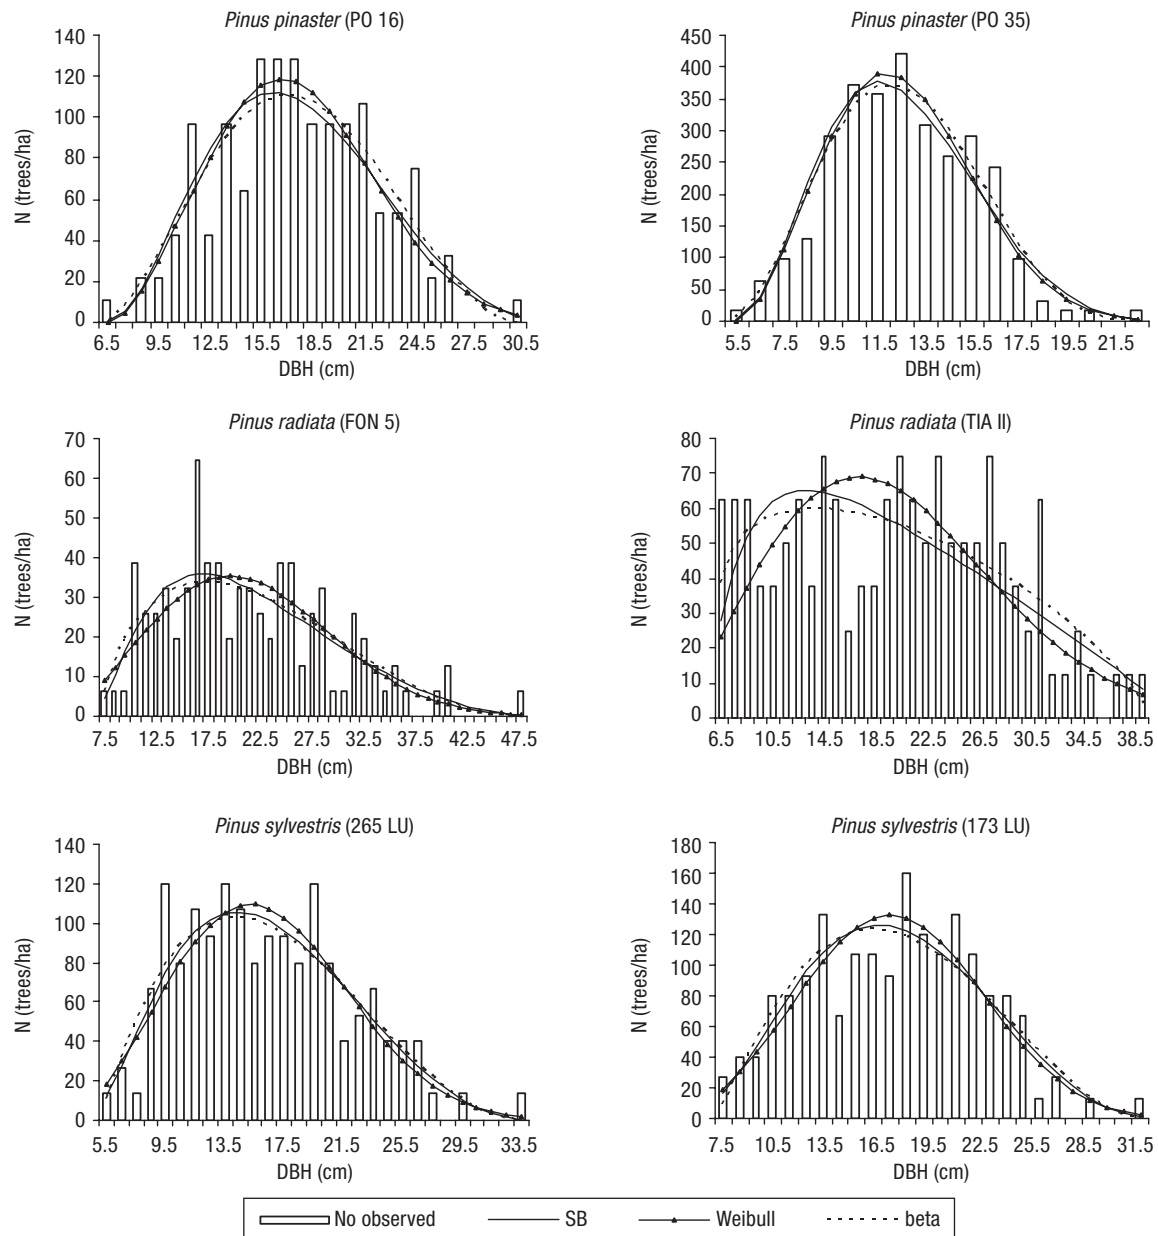 Pinus pinaster (PO 16)
140
120
100
80
60
40
20
0
N (trees/ha)
6.5 9.5 12.5 15.5 18.5 21.5 24.5 27.5 30.5
DBH (cm)
Pinus pinaster (PO 35)
450
400
350
300
250
200
150
100
50
0
N (trees/ha)
5.5 7.5 9.5 11.5 13.5 15.5 17.5 19.5 21.5
DBH (cm)
Pinus radiata (FON 5)
70
60
50
40
30
20
10
0
N (trees/ha)
7.5 12.5 17.5 22.5 27.5 32.5 37.5 42.5 47.5
DBH (cm)
Pinus radiata (TIA II)
80
70
60
50
40
30
20
10
0
N (trees/ha)
6.5 10.5 14.5 18.5 22.5 26.5 30.5 34.5 38.5
DBH (cm)
Pinus sylvestris (265 LU)
140
120
100
80
60
40
20
0
N (trees/ha)
5.5 9.5 13.5 17.5 21.5 25.5 29.5 33.5
DBH (cm)
Pinus sylvestris (173 LU)
180
160
140
120
100
80
60
40
20
0
N (trees/ha)
7.5 10.5 13.5 16.5 19.5 22.5 25.5 28.5 31.5
DBH (cm)
No observed SB Weibull beta